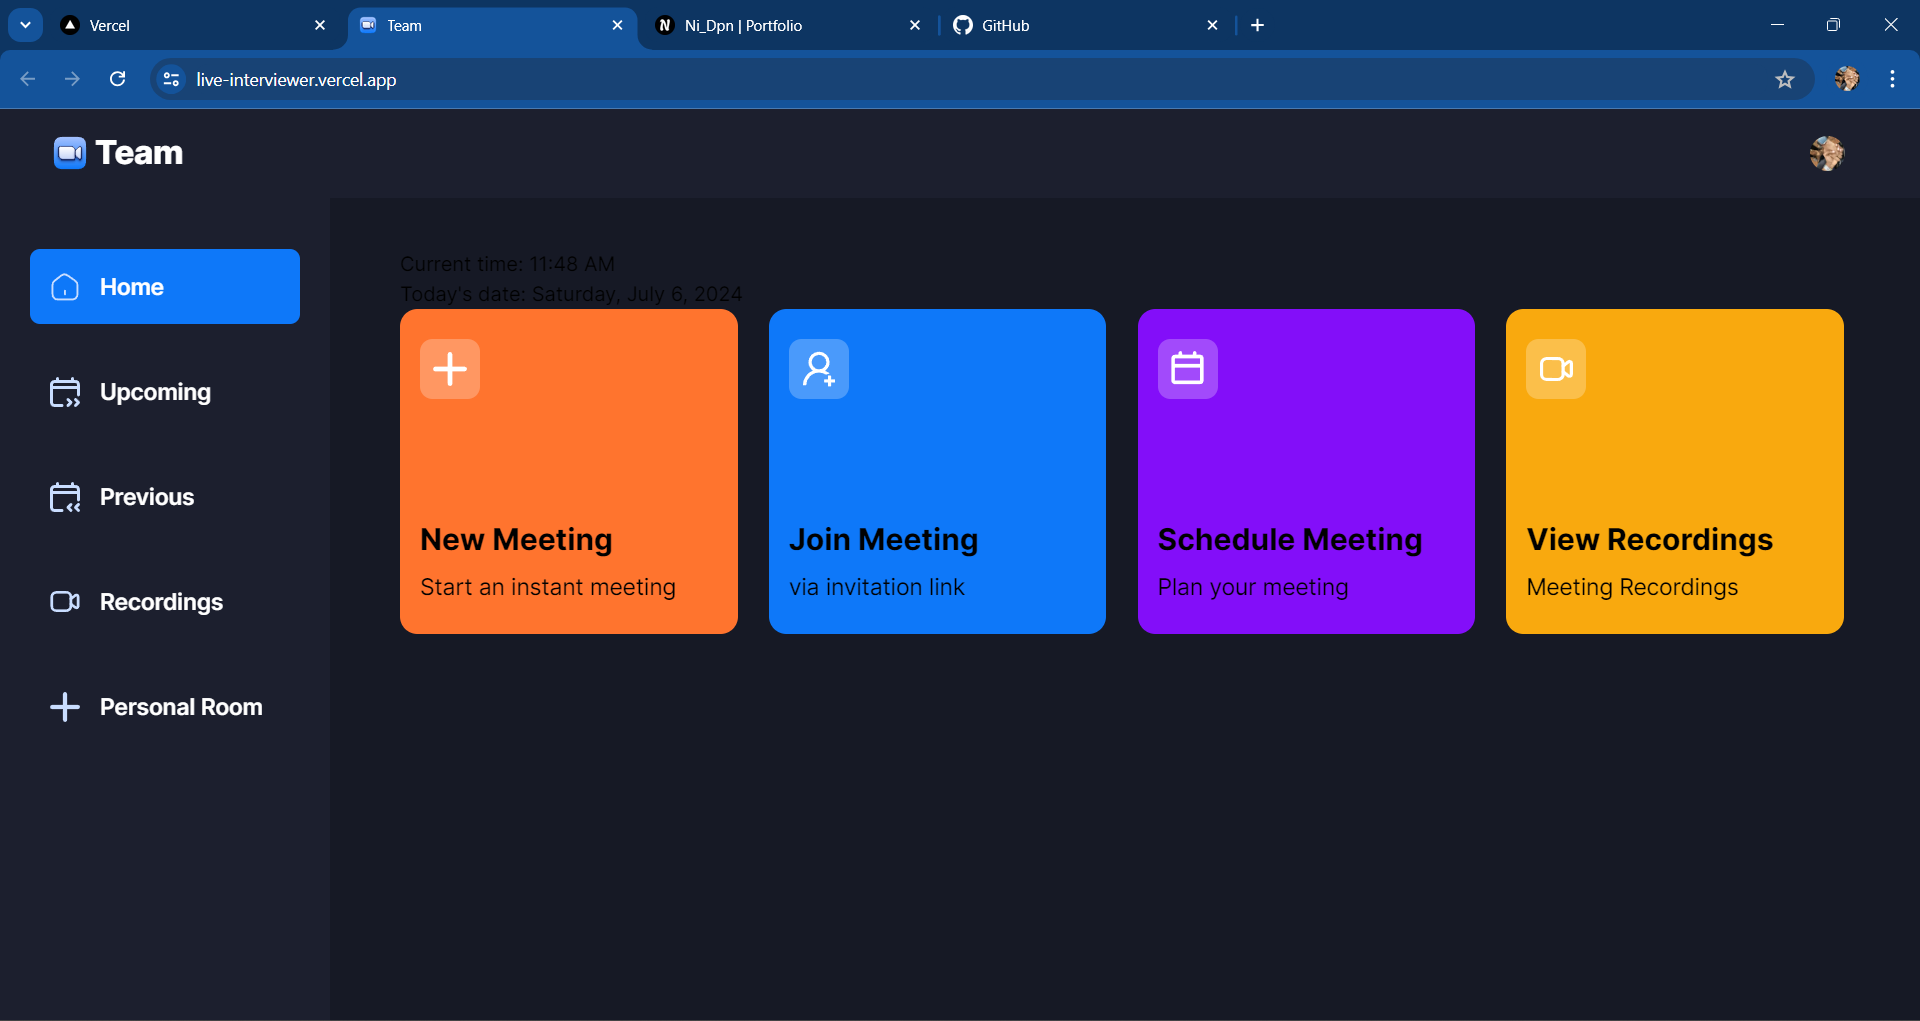 Vercel
Team
Ni_Dpn | Portfolio
GitHub
live-interviewer.vercel.app
Team
Home
Upcoming
Previous
Recordings
Personal Room
Current time: 11:48 AM
Today's date: Saturday, July 6, 2024
New Meeting
Start an instant meeting
Join Meeting
via invitation link
Schedule Meeting
Plan your meeting
View Recordings
Meeting Recordings